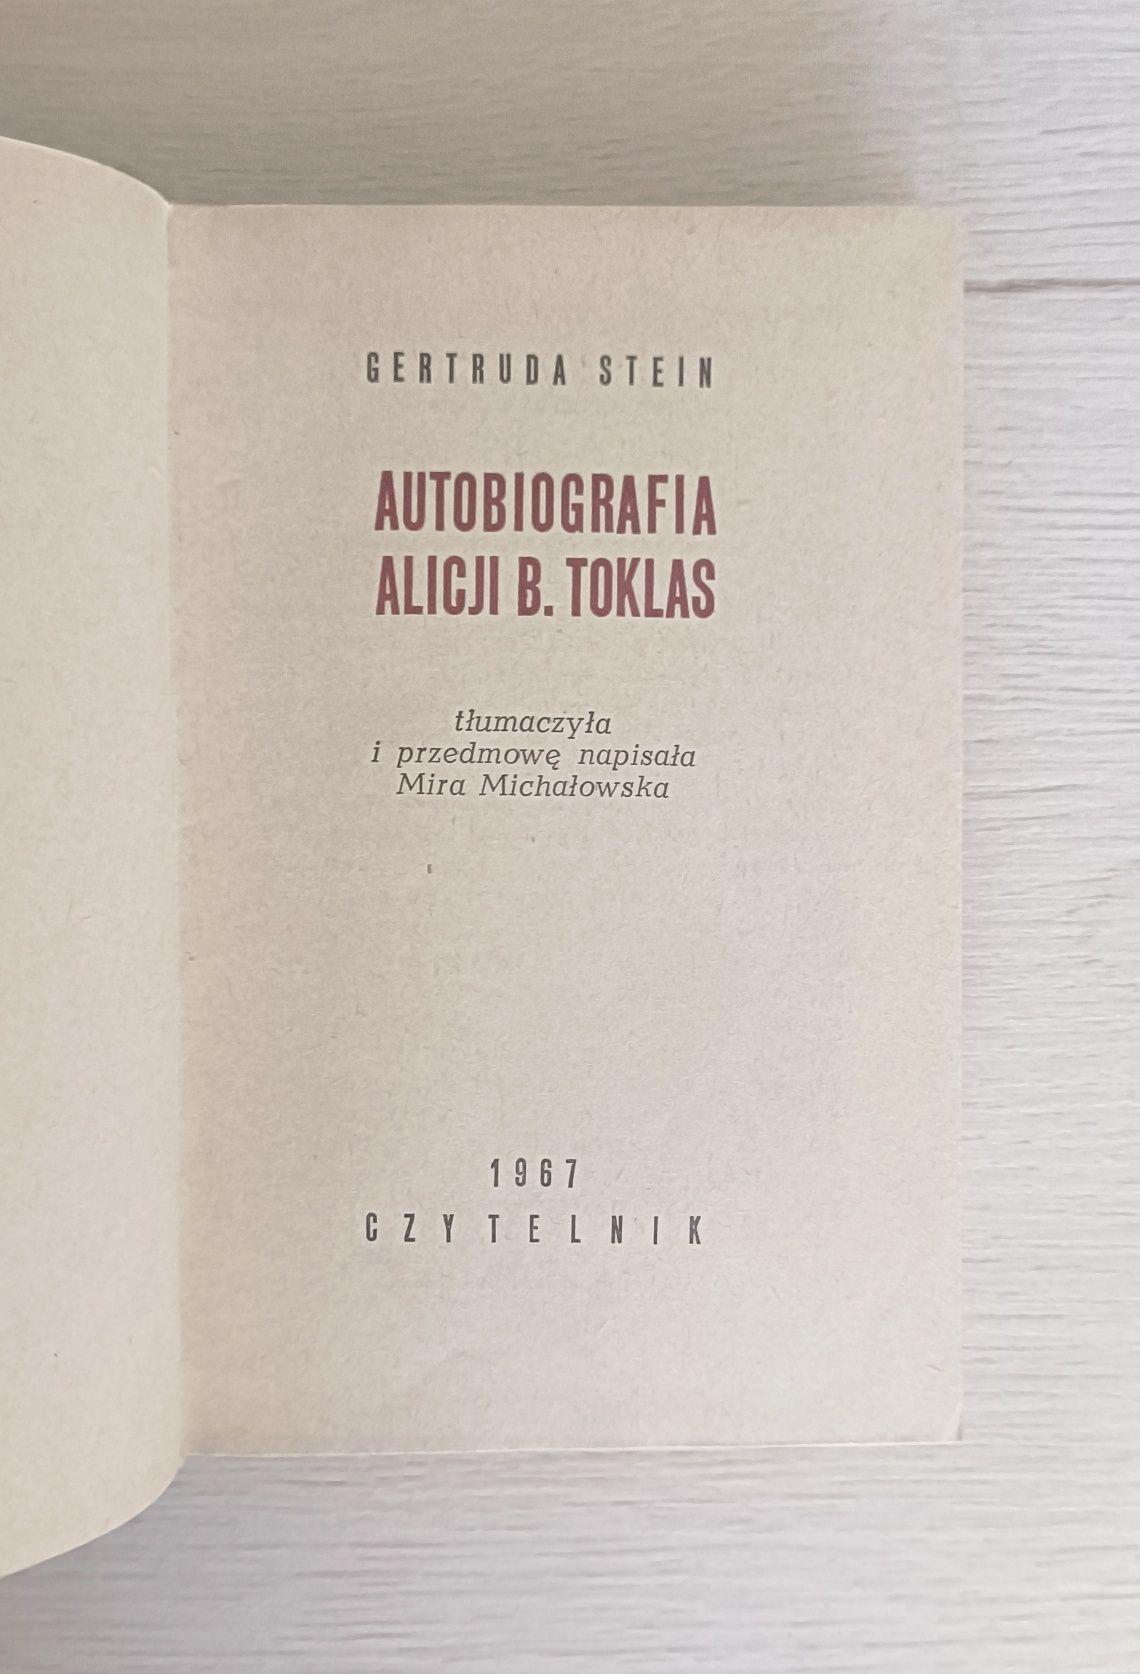 GERTRUDA STEIN
AUTOBIOGRAFIA
ALICJI B. TOKLAS
tłumaczyła
i przedmowę napisała
Mira Michałowska
1967
CZYTELNIK